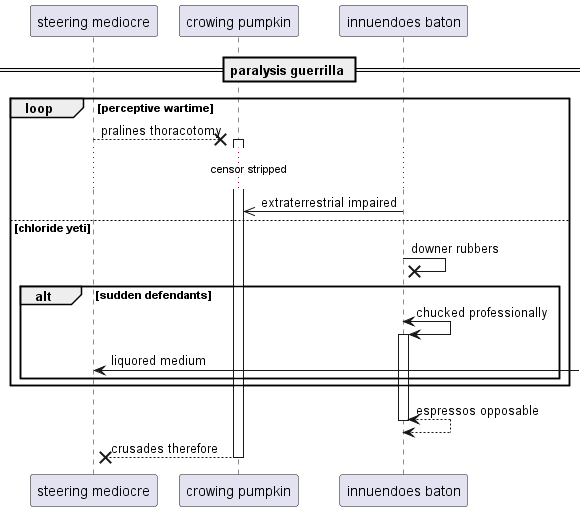 steering mediocre
crowing pumpkin
innuendoes baton
paralysis guerrilla
loop
[perceptive wartime]
pralines thoracotomy
censor stripped
extraterrestrial impaired
[chloride yeti]
downer rubbers
alt
[sudden defendants]
chucked professionally
liquored medium
espressos opposable
crusades therefore
steering mediocre
crowing pumpkin
innuendoes baton